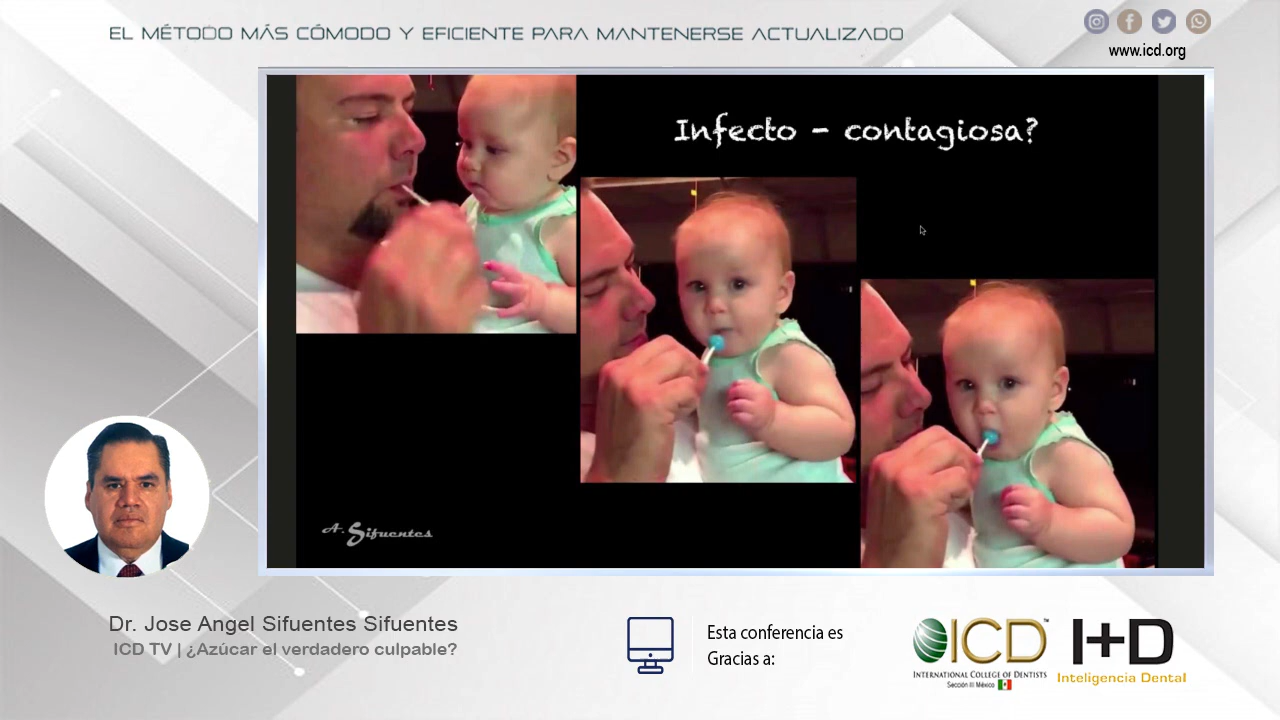 EL MÉTODO MÁS CÓMODO Y EFICIENTE PARA MANTENERSE ACTUALIZADO
www.icd.org
Infecto - contagiosa?
A. Sifuentes
Dr. Jose Angel Sifuentes Sifuentes
ICD TV | ¿Azúcar el verdadero culpable?
Esta conferencia es
Gracias a:
ICD™
INTERNATIONAL COLLEGE OF DENTISTS
Sección III México
I+D
Inteligencia Dental